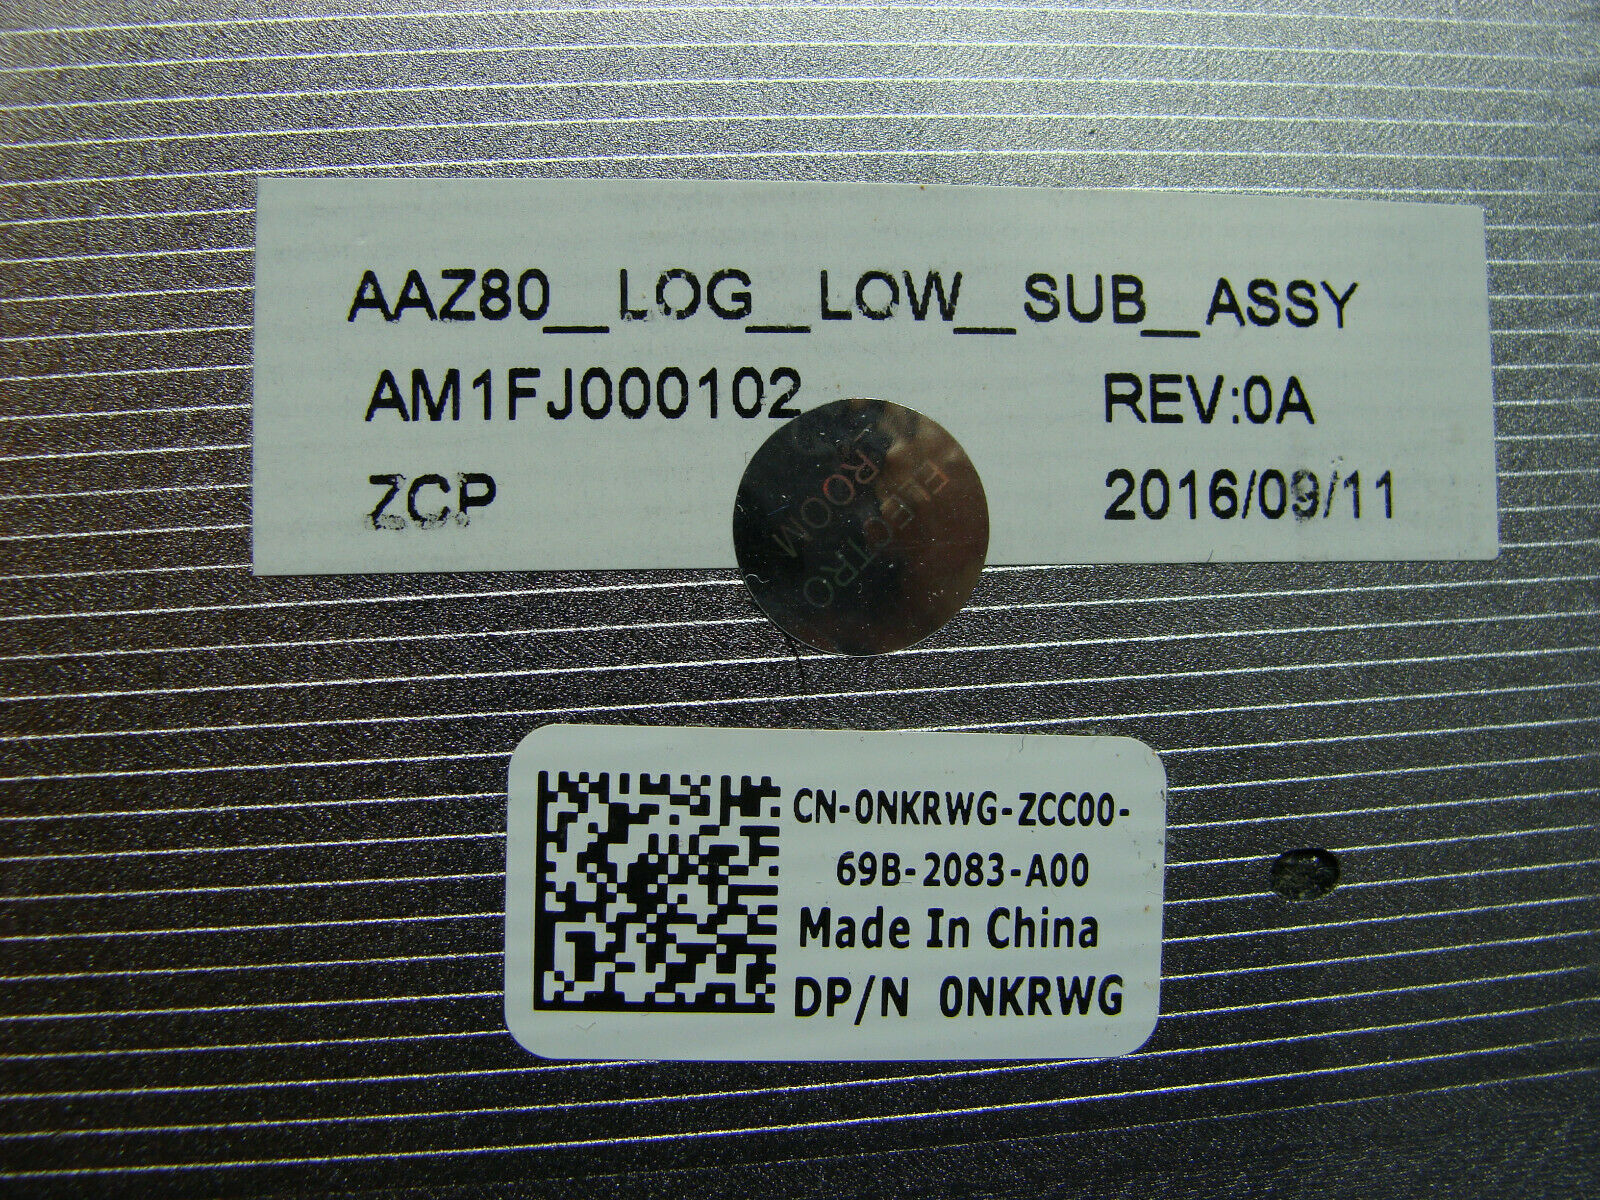 AAZ80__LOG__LOW__SUB__ASSY
AM1FJ000102 REV:0A
ZCP 2016/09/11
ELECTRO
ROOM
CN-0NKRWG-ZCC00-
69B-2083-A00
Made In China
DP/N 0NKRWG